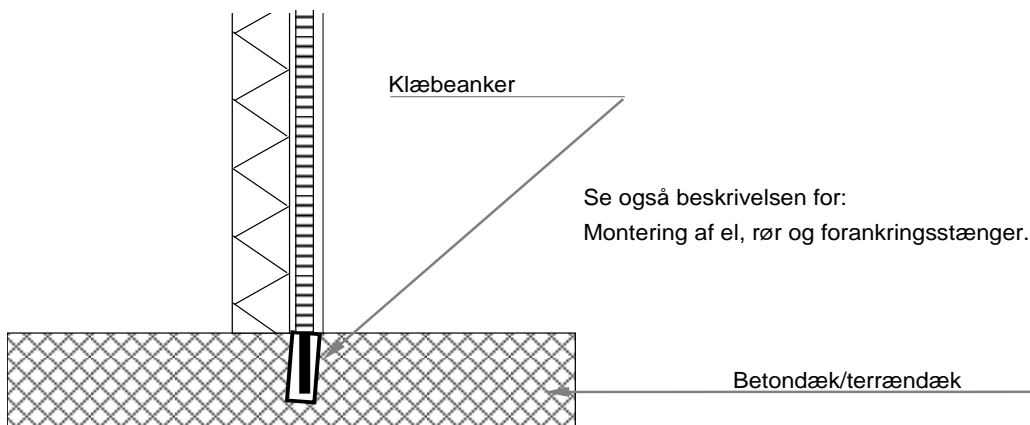 Klæbeanker
Se også beskrivelsen for:
Montering af el, rør og forankringsstænger.
Betondæk/terrændæk